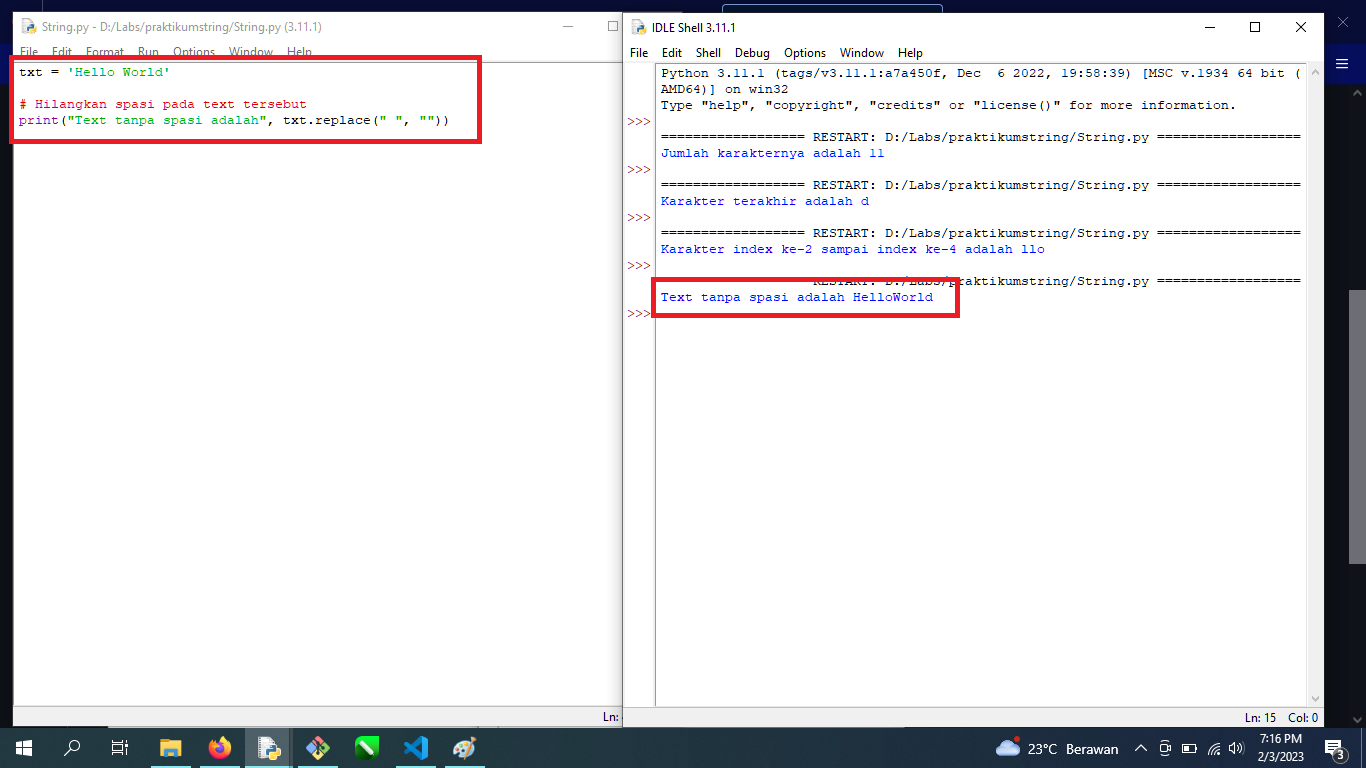 String.py - D:/Labs/praktikumstring/String.py (3.11.1)
File Edit Format Run Options Window Help
txt = 'Hello World'
# Hilangkan spasi pada text tersebut
print("Text tanpa spasi adalah", txt.replace(" ", ""))
Ln:
IDLE Shell 3.11.1
File Edit Shell Debug Options Window Help
Python 3.11.1 (tags/v3.11.1:a7a450f, Dec  6 2022, 19:58:39) [MSC v.1934 64 bit (
AMD64)] on win32
Type "help", "copyright", "credits" or "license()" for more information.
>>>
================== RESTART: D:/Labs/praktikumstring/String.py ==================
Jumlah karakternya adalah 11
>>>
================== RESTART: D:/Labs/praktikumstring/String.py ==================
Karakter terakhir adalah d
>>>
================== RESTART: D:/Labs/praktikumstring/String.py ==================
Karakter index ke-2 sampai index ke-4 adalah llo
>>>
RESTART: D:/Labs/praktikumstring/String.py ==================
Text tanpa spasi adalah HelloWorld
>>>
Ln: 15 Col: 0
23°C Berawan
7:16 PM
2/3/2023
3